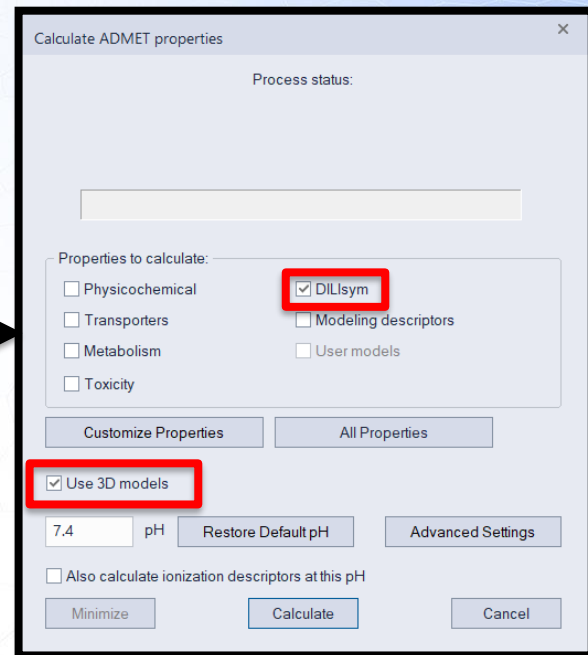 Calculate ADMET properties
Process status:
Properties to calculate:
Physicochemical DILIsym
Transporters Modeling descriptors
Metabolism User models
Toxicity
Customize Properties All Properties
Use 3D models
7.4 pH Restore Default pH Advanced Settings
Also calculate ionization descriptors at this pH
Minimize Calculate Cancel